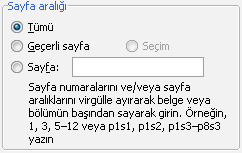 Sayfa aralığı
Tümü
Geçerli sayfa Seçim
Sayfa:
Sayfa numaralarını ve/veya sayfa
aralıklarını virgülle ayırarak belge veya
bölümün başından sayarak girin. Örneğin,
1, 3, 5–12 veya p1s1, p1s2, p1s3–p8s3
yazın